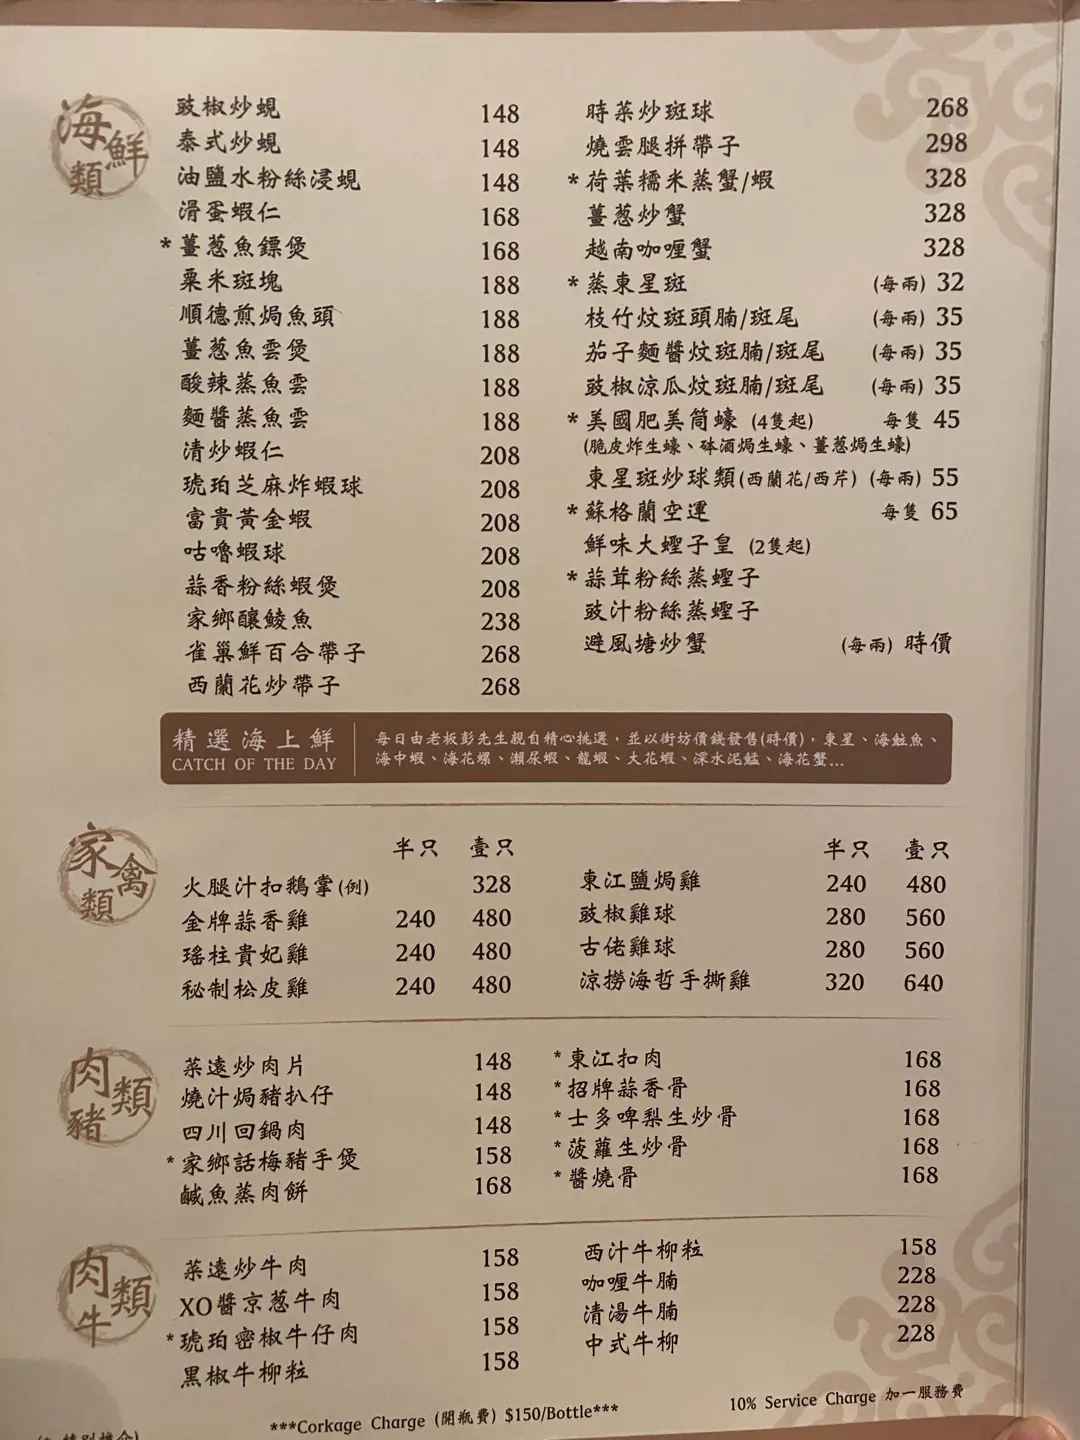 海鮮類
豉椒炒蜆 148
泰式炒蜆 148
油鹽水粉絲浸蜆 148
滑蛋蝦仁 168
* 薑葱魚鏢煲 168
粟米斑塊 188
順德煎焗魚頭 188
薑葱魚雲煲 188
酸辣蒸魚雲 188
麵醬蒸魚雲 188
清炒蝦仁 208
琥珀芝麻炸蝦球 208
富貴黃金蝦 208
咕嚕蝦球 208
蒜香粉絲蝦煲 208
家鄉釀鯪魚 238
雀巢鮮百合帶子 268
西蘭花炒帶子 268
時菜炒斑球 268
燒雲腿拼帶子 298
* 荷葉糯米蒸蟹/蝦 328
薑葱炒蟹 328
越南咖喱蟹 328
* 蒸東星斑 (每兩) 32
枝竹炆斑頭腩/斑尾 (每兩) 35
茄子麵醬炆斑腩/斑尾 (每兩) 35
豉椒涼瓜炆斑腩/斑尾 (每兩) 35
* 美國肥美筒蠔 (4隻起) 每隻 45
(脆皮炸生蠔、砵酒焗生蠔、薑葱焗生蠔)
東星斑炒球類(西蘭花/西芹) (每兩) 55
* 蘇格蘭空運 每隻 65
鮮味大蟶子皇 (2隻起)
* 蒜茸粉絲蒸蟶子
豉汁粉絲蒸蟶子
避風塘炒蟹 (每兩) 時價
精選海上鮮
CATCH OF THE DAY
每日由老板彭先生親自精心挑選，並以街坊價錢發售(時價)，東星、海鮏魚、
海中蝦、海花螺、瀨尿蝦、龍蝦、大花蝦、深水泥鯭、海花蟹...
家禽類
半只 壹只
火腿汁扣鵝掌(例) 328
金牌蒜香雞 240 480
瑤柱貴妃雞 240 480
秘制松皮雞 240 480
半只 壹只
東江鹽焗雞 240 480
豉椒雞球 280 560
古佬雞球 280 560
涼撈海哲手撕雞 320 640
肉類豬
菜遠炒肉片 148
燒汁焗豬扒仔 148
四川回鍋肉 148
* 家鄉話梅豬手煲 158
鹹魚蒸肉餅 168
* 東江扣肉 168
* 招牌蒜香骨 168
* 士多啤梨生炒骨 168
* 菠蘿生炒骨 168
* 醬燒骨 168
肉類牛
菜遠炒牛肉 158
XO醬京葱牛肉 158
* 琥珀密椒牛仔肉 158
黑椒牛柳粒 158
西汁牛柳粒 158
咖喱牛腩 228
清湯牛腩 228
中式牛柳 228
***Corkage Charge (開瓶費) $150/Bottle***
10% Service Charge 加一服務費